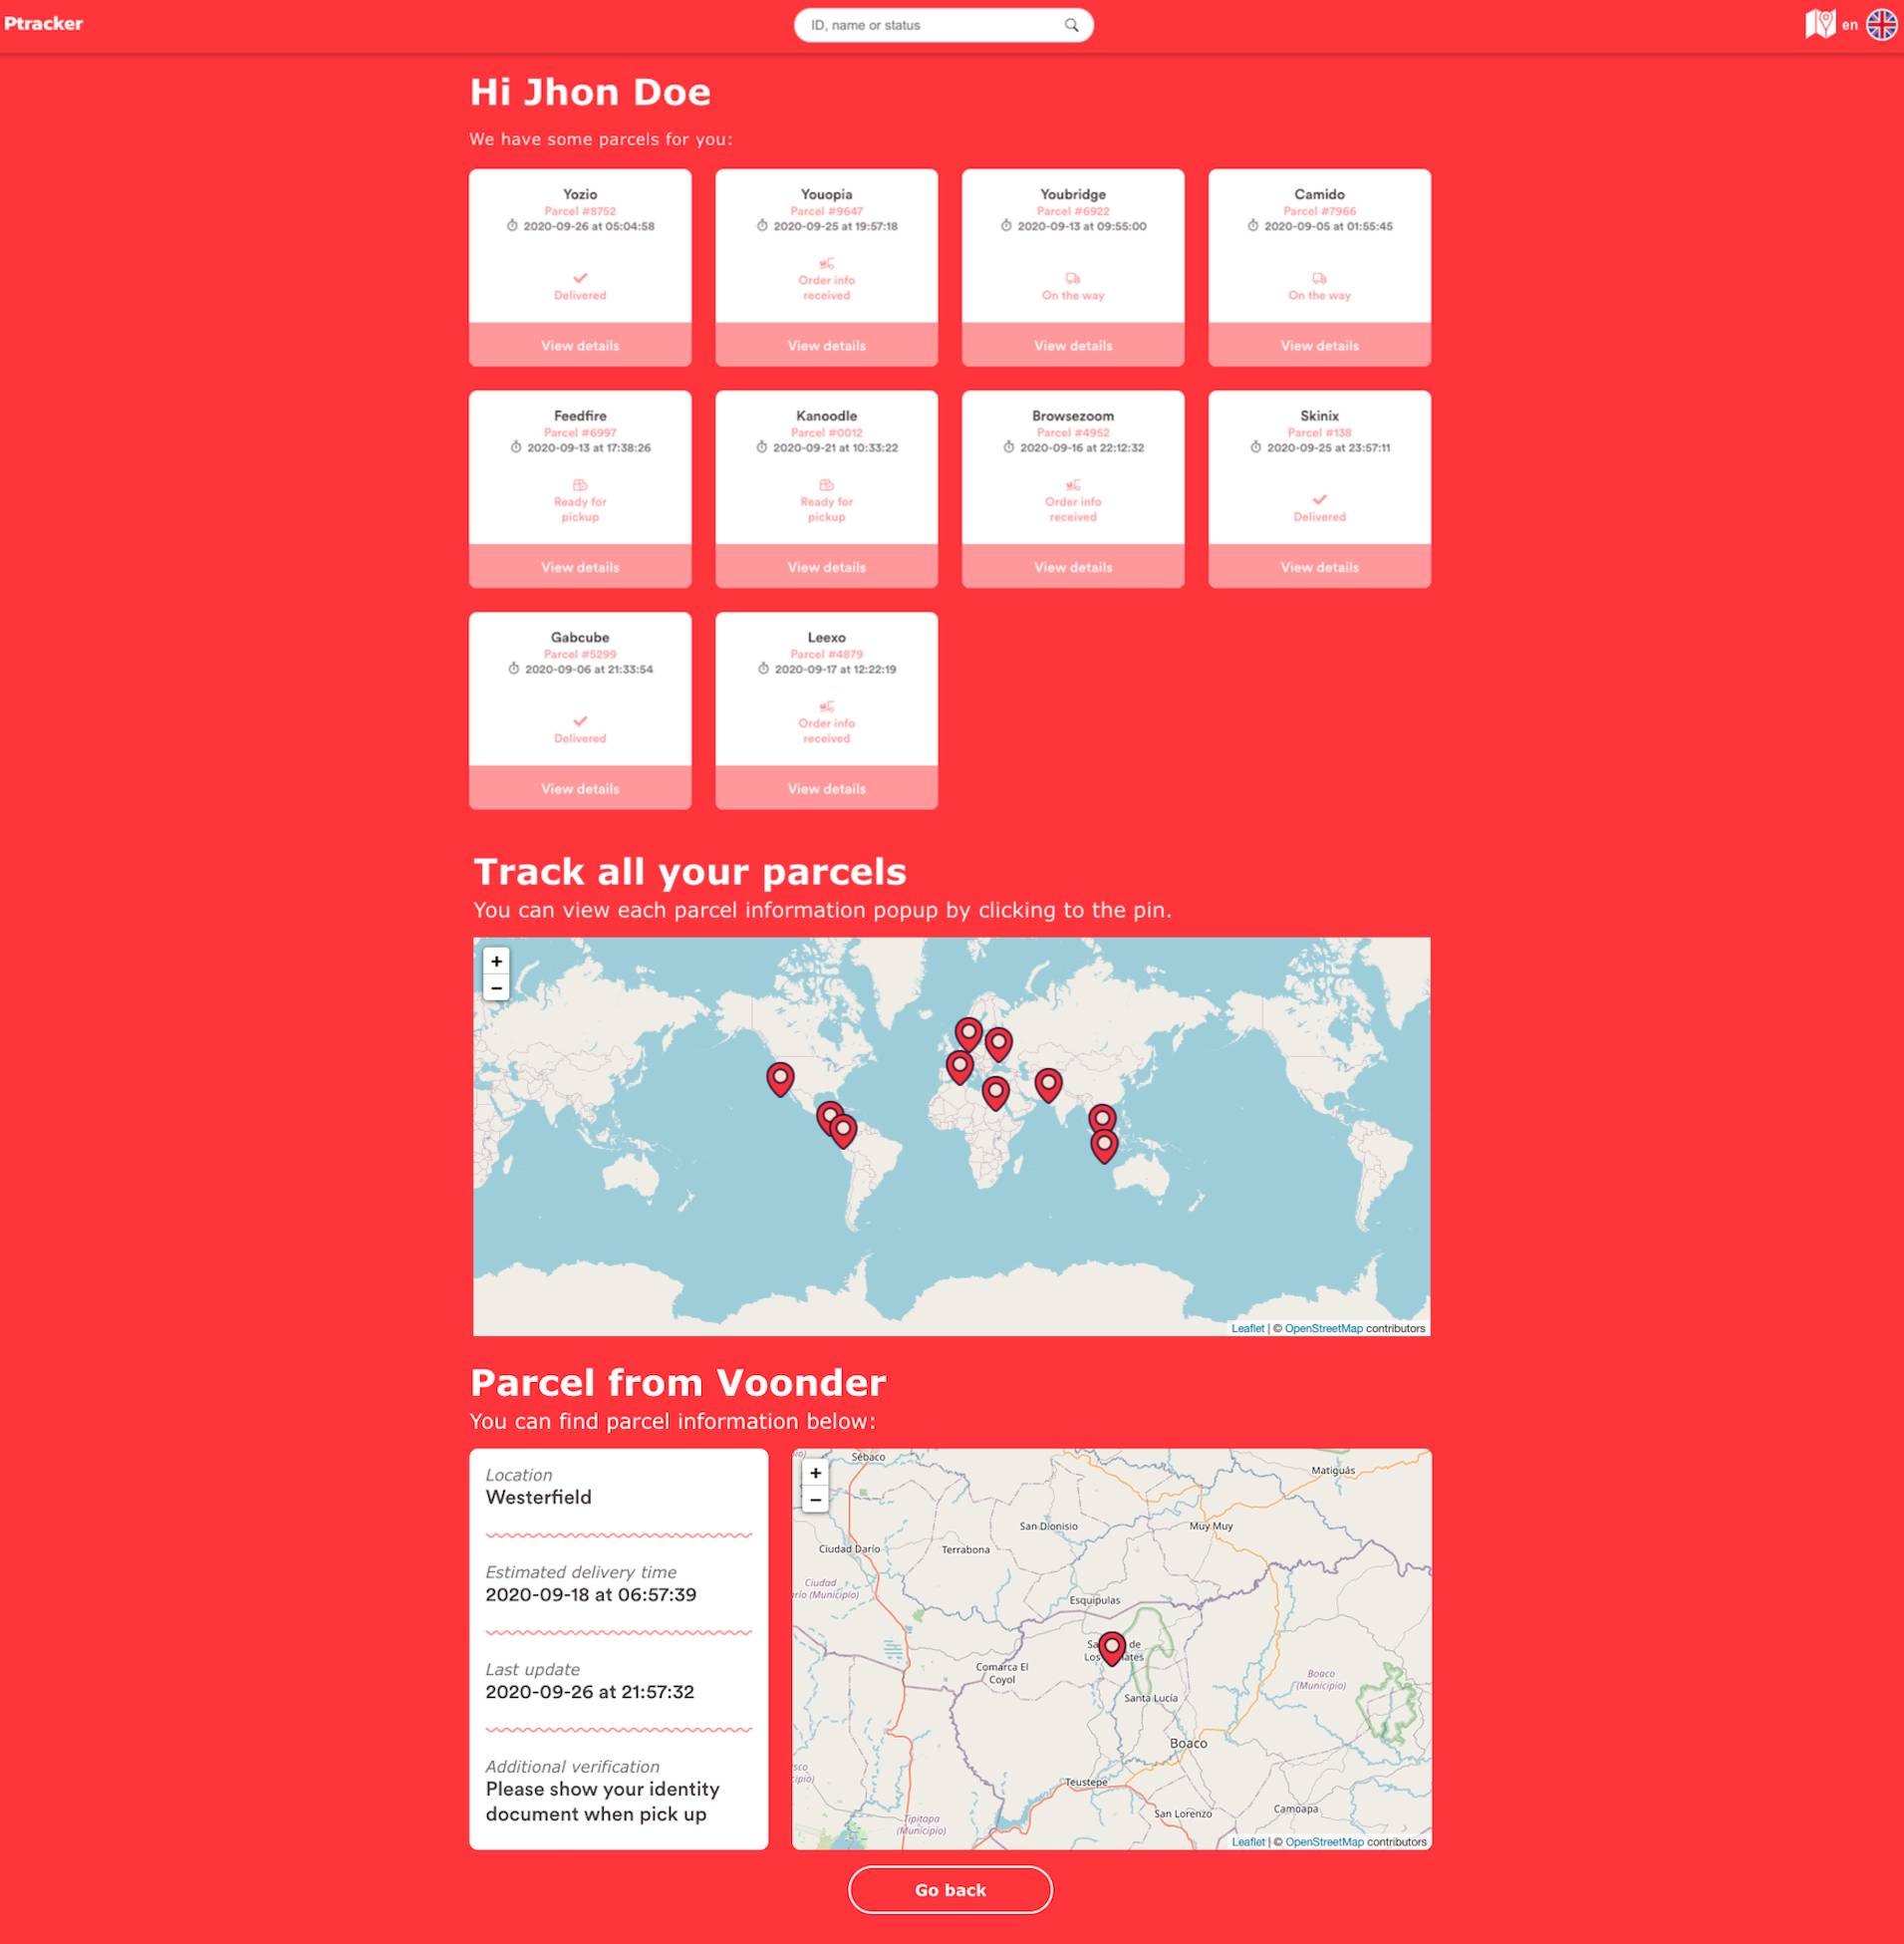 Ptracker
ID, name or status
en
Hi Jhon Doe
We have some parcels for you:
Yozio
Parcel #8752
2020-09-26 at 05:04:58
Delivered
View details
Youopia
Parcel #9647
2020-09-25 at 19:57:18
Order info
received
View details
Youbridge
Parcel #6922
2020-09-13 at 09:55:00
On the way
View details
Camido
Parcel #7966
2020-09-05 at 01:55:45
On the way
View details
Feedfire
Parcel #6997
2020-09-13 at 17:38:26
Ready for
pickup
View details
Kanoodle
Parcel #0012
2020-09-21 at 10:33:22
Ready for
pickup
View details
Browsezoom
Parcel #4952
2020-09-16 at 22:12:32
Order info
received
View details
Skinix
Parcel #138
2020-09-25 at 23:57:11
Delivered
View details
Gabcube
Parcel #5299
2020-09-06 at 21:33:54
Delivered
View details
Leexo
Parcel #4879
2020-09-17 at 12:22:19
Order info
received
View details
Track all your parcels
You can view each parcel information popup by clicking to the pin.
+
−
Leaflet | © OpenStreetMap contributors
Parcel from Voonder
You can find parcel information below:
Location
Westerfield
Estimated delivery time
2020-09-18 at 06:57:39
Last update
2020-09-26 at 21:57:32
Additional verification
Please show your identity
document when pick up
+
−
Sébaco
Matiguás
San Dionisio
Muy Muy
Ciudad Darío
Terrabona
Ciudad
(Municipio)
Esquipulas
de
Los
Comarca El
Coyol
Boaco
(Municipio)
Santa Lucía
Boaco
Teustepe
Camoapa
San Lorenzo
Tipitapa
(Municipio)
Leaflet | © OpenStreetMap contributors
Go back